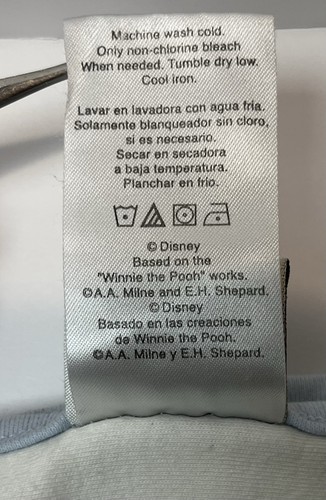 Machine wash cold.
Only non-chlorine bleach
When needed. Tumble dry low.
Cool iron.
Lavar en lavadora con agua fria.
Solamente blanqueador sin cloro,
si es necesario.
Secar en secadora
a baja temperatura.
Planchar en frio.
© Disney
Based on the
"Winnie the Pooh" works.
©A.A. Milne and E.H. Shepard.
© Disney
Basado en las creaciones
de Winnie the Pooh.
©A.A. Milne y E.H. Shepard.